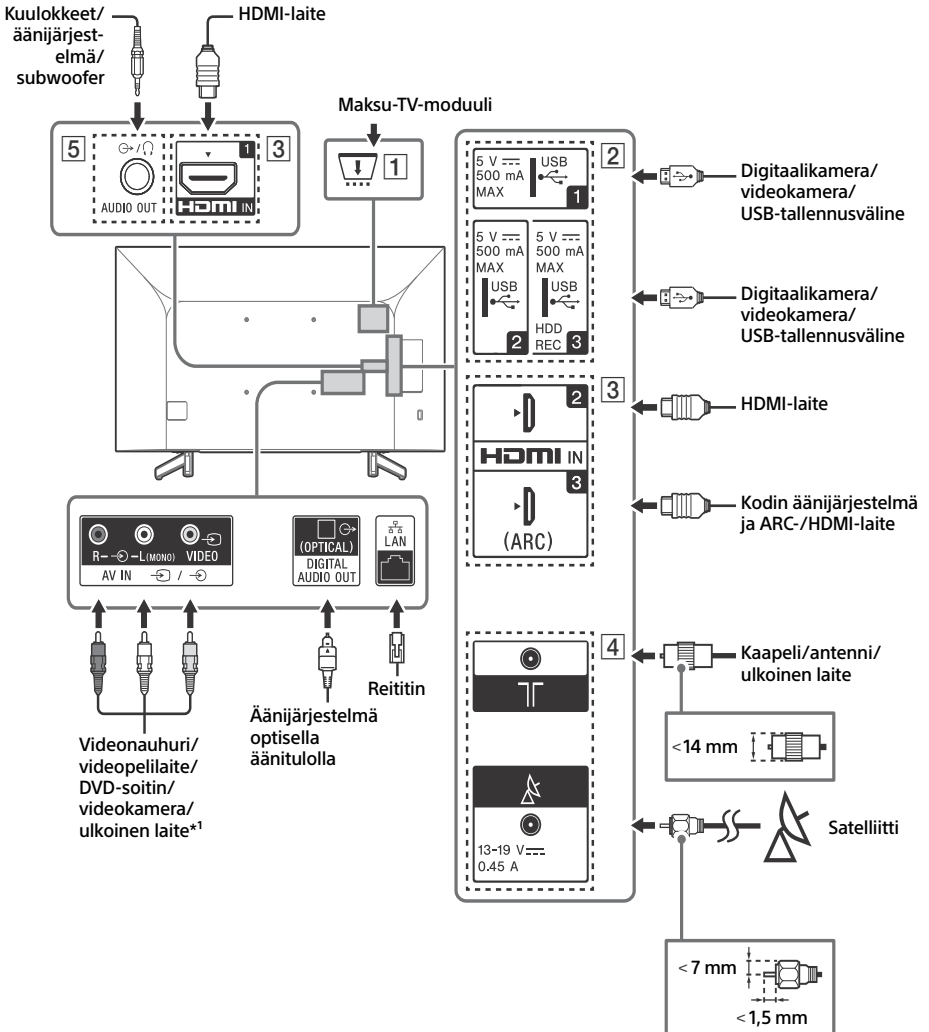 Kuulokkeet/
äänijärjest-
elmä/
subwoofer
HDMI-laite
Maksu-TV-moduuli
5
AUDIO OUT
1
3
HDMI IN
1
5 V
500 mA
MAX
USB
1
2
Digitaalikamera/
videokamera/
USB-tallennusväline
5 V
500 mA
MAX
USB
2
5 V
500 mA
MAX
USB
HDD
REC 3
Digitaalikamera/
videokamera/
USB-tallennusväline
3
2
HDMI IN
HDMI-laite
3
(ARC)
Kodin äänijärjestelmä
ja ARC-/HDMI-laite
R- -L(MONO) VIDEO
AV IN /
(OPTICAL)
DIGITAL
AUDIO OUT
LAN
Videonauhuri/
videopelilaite/
DVD-soitin/
videokamera/
ulkoinen laite*1
Äänijärjestelmä
optisella
äänitulolla
Reititin
4
Kaapeli/antenni/
ulkoinen laite
<14 mm
13-19 V
0.45 A
Satelliitti
<7 mm
<1,5 mm